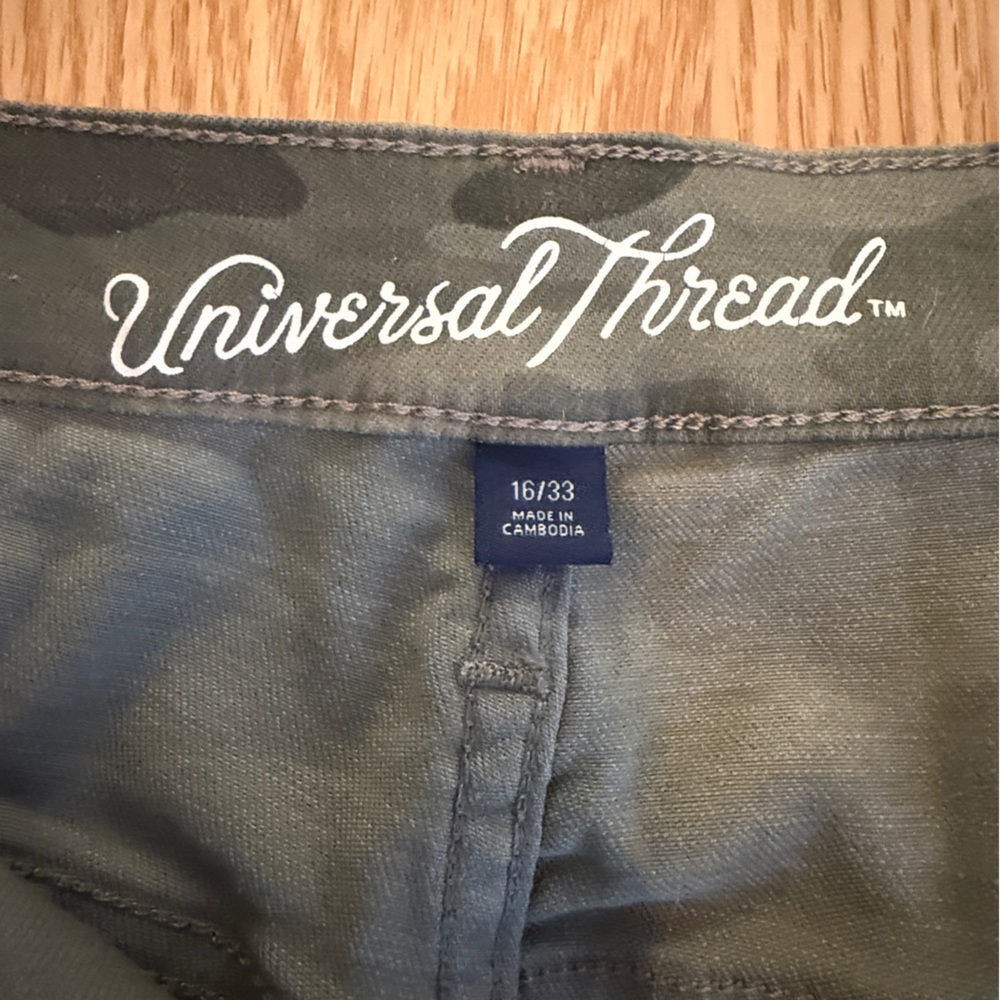 Universal Thread™
16/33
MADE IN
CAMBODIA